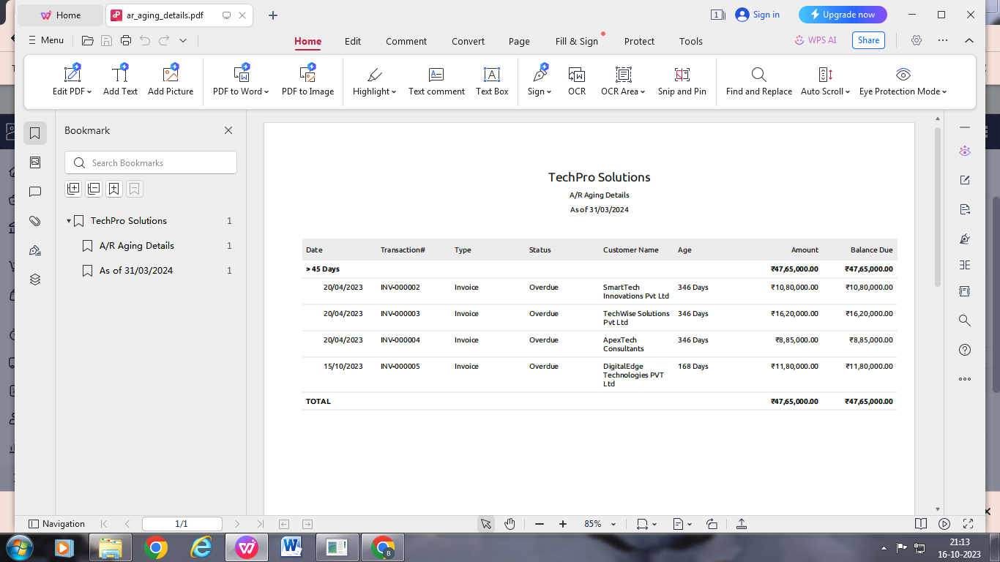 Home
ar_aging_details.pdf
1
Sign in
Upgrade now
Menu
Home
Edit
Comment
Convert
Page
Fill & Sign
Protect
Tools
WPS AI
Share
Edit PDF
Add Text
Add Picture
PDF to Word
PDF to Image
Highlight
Text comment
Text Box
Sign
OCR
OCR Area
Snip and Pin
Find and Replace
Auto Scroll
Eye Protection Mode
Bookmark
Search Bookmarks
TechPro Solutions 1
A/R Aging Details 1
As of 31/03/2024 1
TechPro Solutions
A/R Aging Details
As of 31/03/2024
Date Transaction# Type Status Customer Name Age Amount Balance Due
> 45 Days ₹47,65,000.00 ₹47,65,000.00
20/04/2023 INV-000002 Invoice Overdue SmartTech 346 Days ₹10,80,000.00 ₹10,80,000.00
Innovations Pvt Ltd
20/04/2023 INV-000003 Invoice Overdue TechWise Solutions 346 Days ₹16,20,000.00 ₹16,20,000.00
Pvt Ltd
20/04/2023 INV-000004 Invoice Overdue ApexTech 346 Days ₹8,85,000.00 ₹8,85,000.00
Consultants
15/10/2023 INV-000005 Invoice Overdue DigitalEdge 168 Days ₹11,80,000.00 ₹11,80,000.00
Technologies PVT
Ltd
TOTAL ₹47,65,000.00 ₹47,65,000.00
Navigation
1/1
85%
21:13
16-10-2023